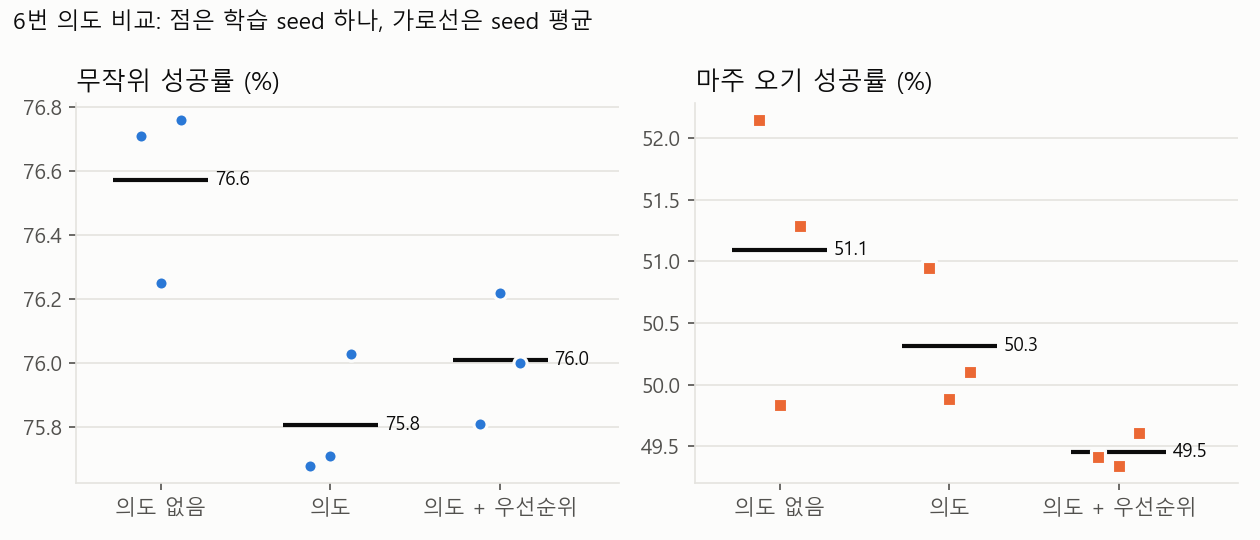 6번 의도 비교: 점은 학습 seed 하나, 가로선은 seed 평균
무작위 성공률 (%)
76.8
76.6
76.4
76.2
76.0
75.8
76.6
75.8
76.0
의도 없음
의도
의도 + 우선순위
마주 오기 성공률 (%)
52.0
51.5
51.0
50.5
50.0
49.5
51.1
50.3
49.5
의도 없음
의도
의도 + 우선순위